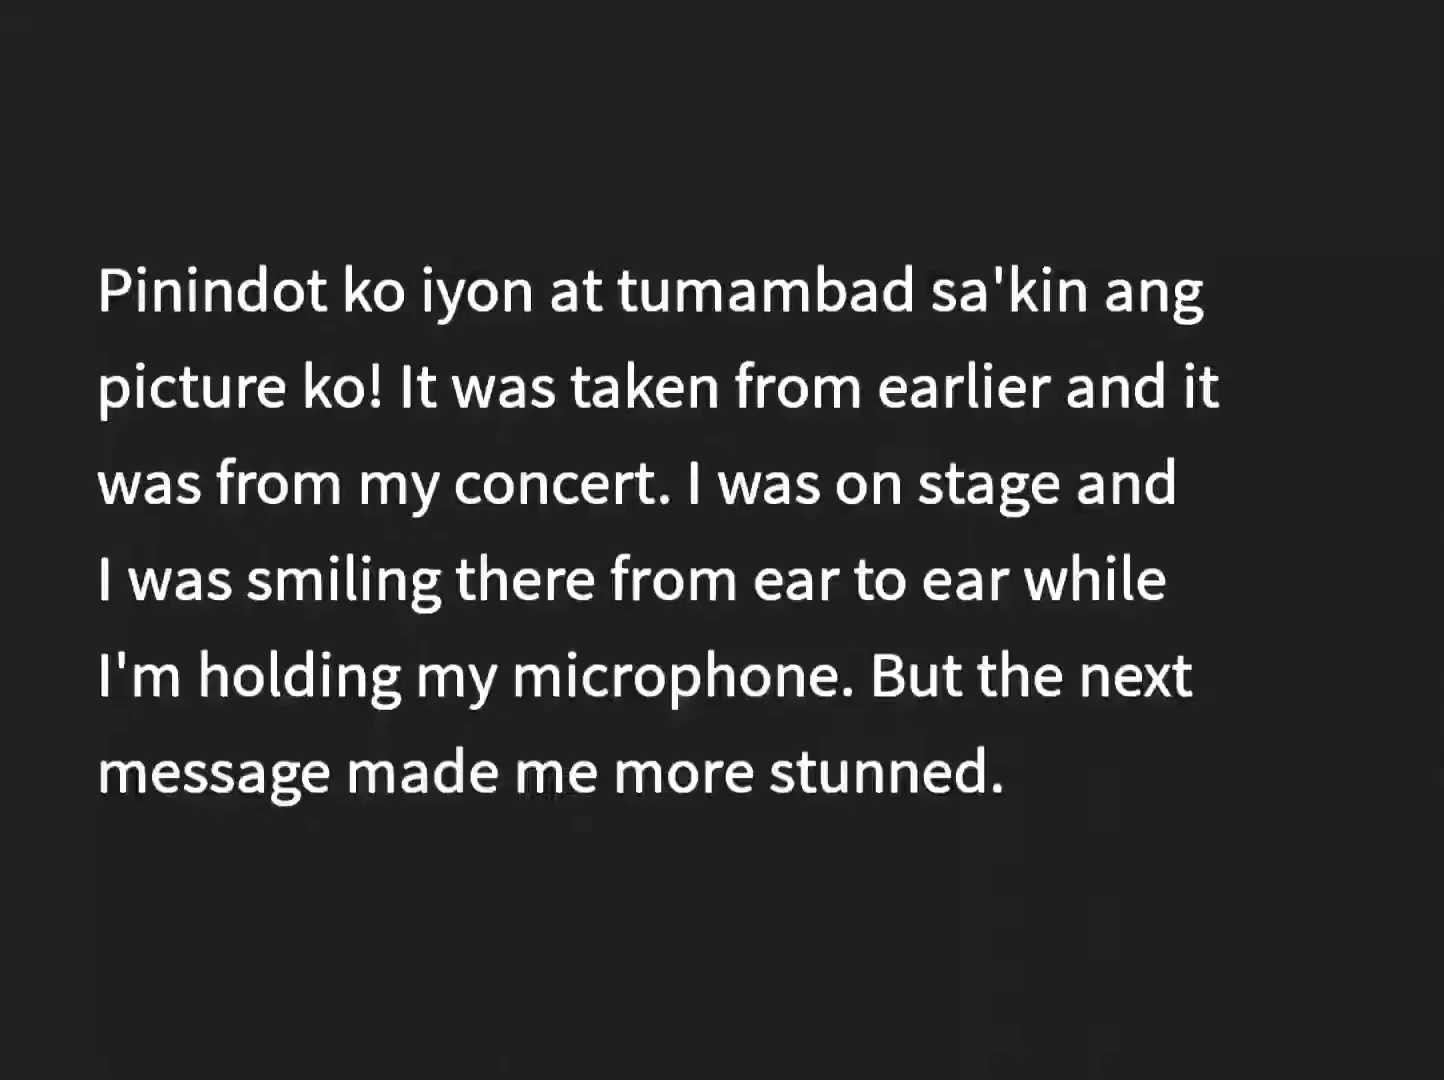 Pinindot ko iyon at tumambad sa'kin ang
picture ko! It was taken from earlier and it
was from my concert. I was on stage and
I was smiling there from ear to ear while
I'm holding my microphone. But the next
message made me more stunned.